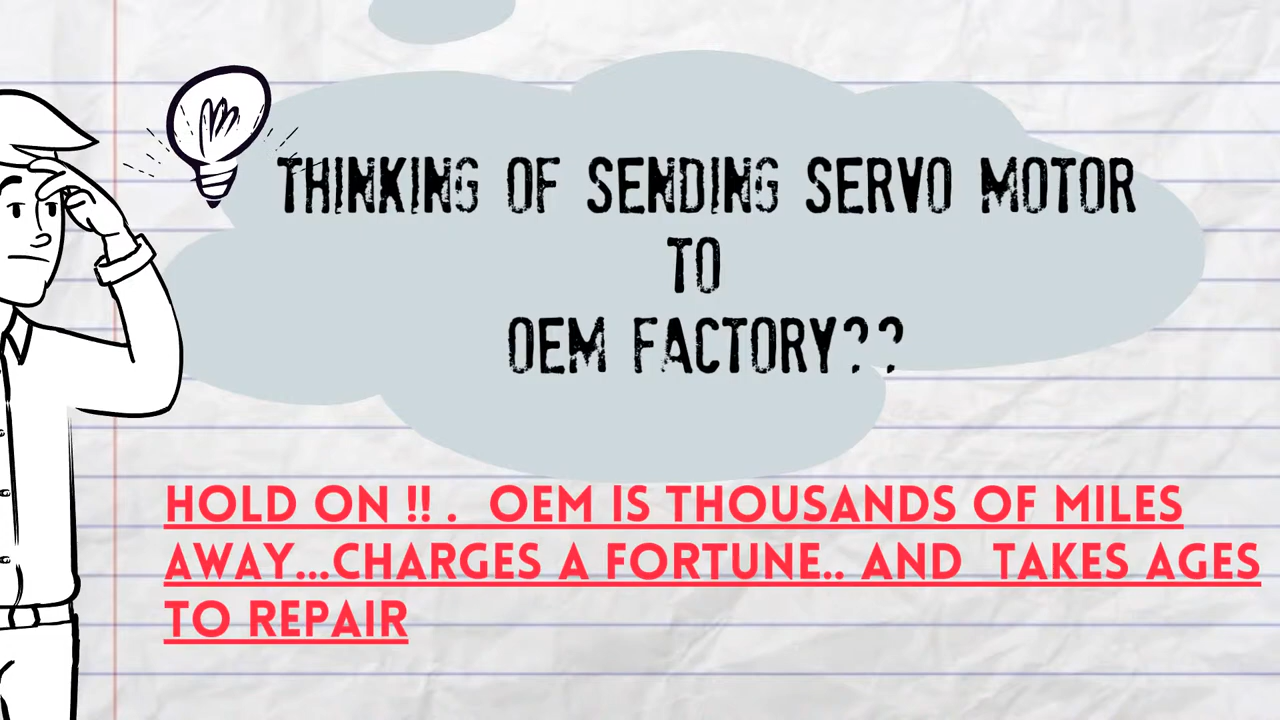 THINKING OF SENDING SERVO MOTOR
TO
OEM FACTORY??
HOLD ON !! . OEM IS THOUSANDS OF MILES
AWAY...CHARGES A FORTUNE.. AND TAKES AGES
TO REPAIR